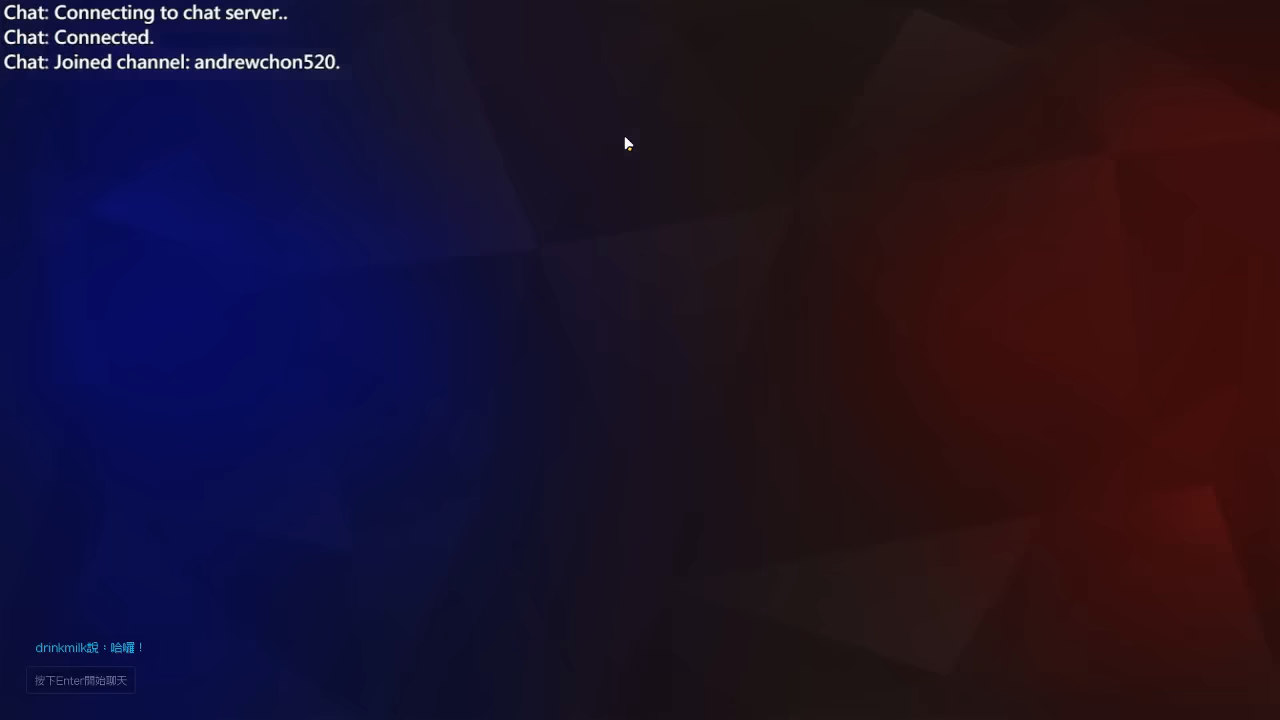 Chat: Connecting to chat server..
Chat: Connected.
Chat: Joined channel: andrewchon520.
drinkmilk說：哈囉！
按下Enter開始聊天